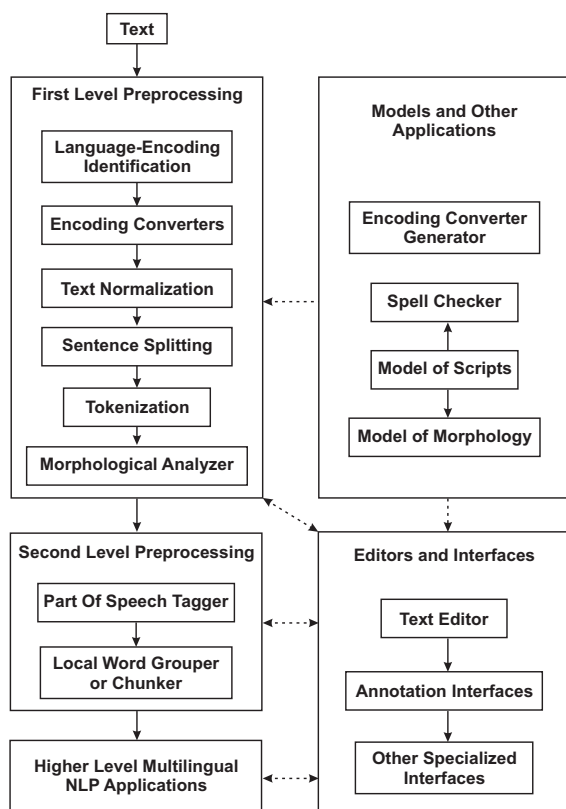 Text
First Level Preprocessing
Language-Encoding
Identification
Encoding Converters
Text Normalization
Sentence Splitting
Tokenization
Morphological Analyzer
Models and Other
Applications
Encoding Converter
Generator
Spell Checker
Model of Scripts
Model of Morphology
Second Level Preprocessing
Part Of Speech Tagger
Local Word Grouper
or Chunker
Editors and Interfaces
Text Editor
Annotation Interfaces
Other Specialized
Interfaces
Higher Level Multilingual
NLP Applications